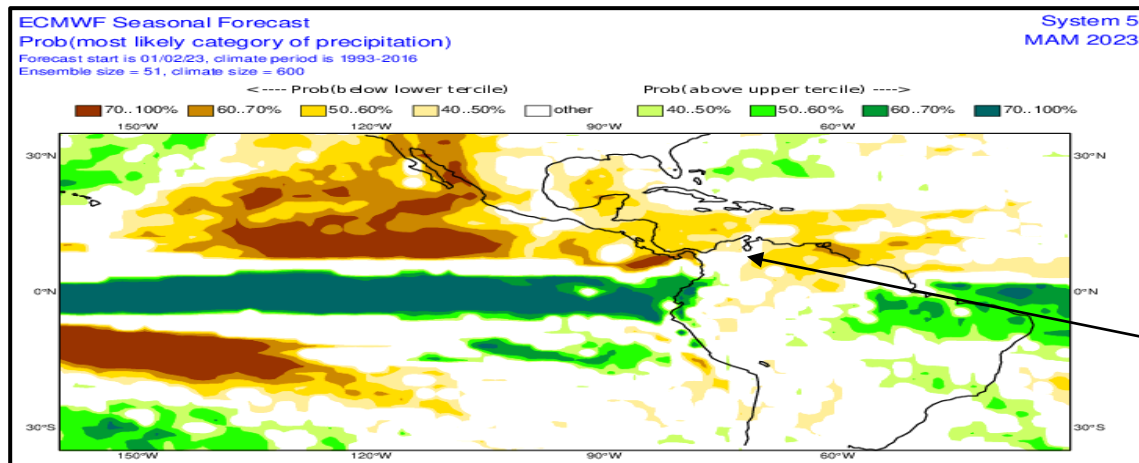 ECMWF Seasonal Forecast
System 5
Prob(most likely category of precipitation)
MAM 2023
Forecast start is 01/02/23, climate period is 1993-2016
Ensemble size = 51, climate size = 600
<---- Prob(below lower tercile)
Prob(above upper tercile) ---->
70..100% 60..70% 50..60% 40..50% other 40..50% 50..60% 60..70% 70..100%
150°W 120°W 90°W 60°W
30°N 30°N
0°N 0°N
30°S 30°S
150°W 120°W 90°W 60°W